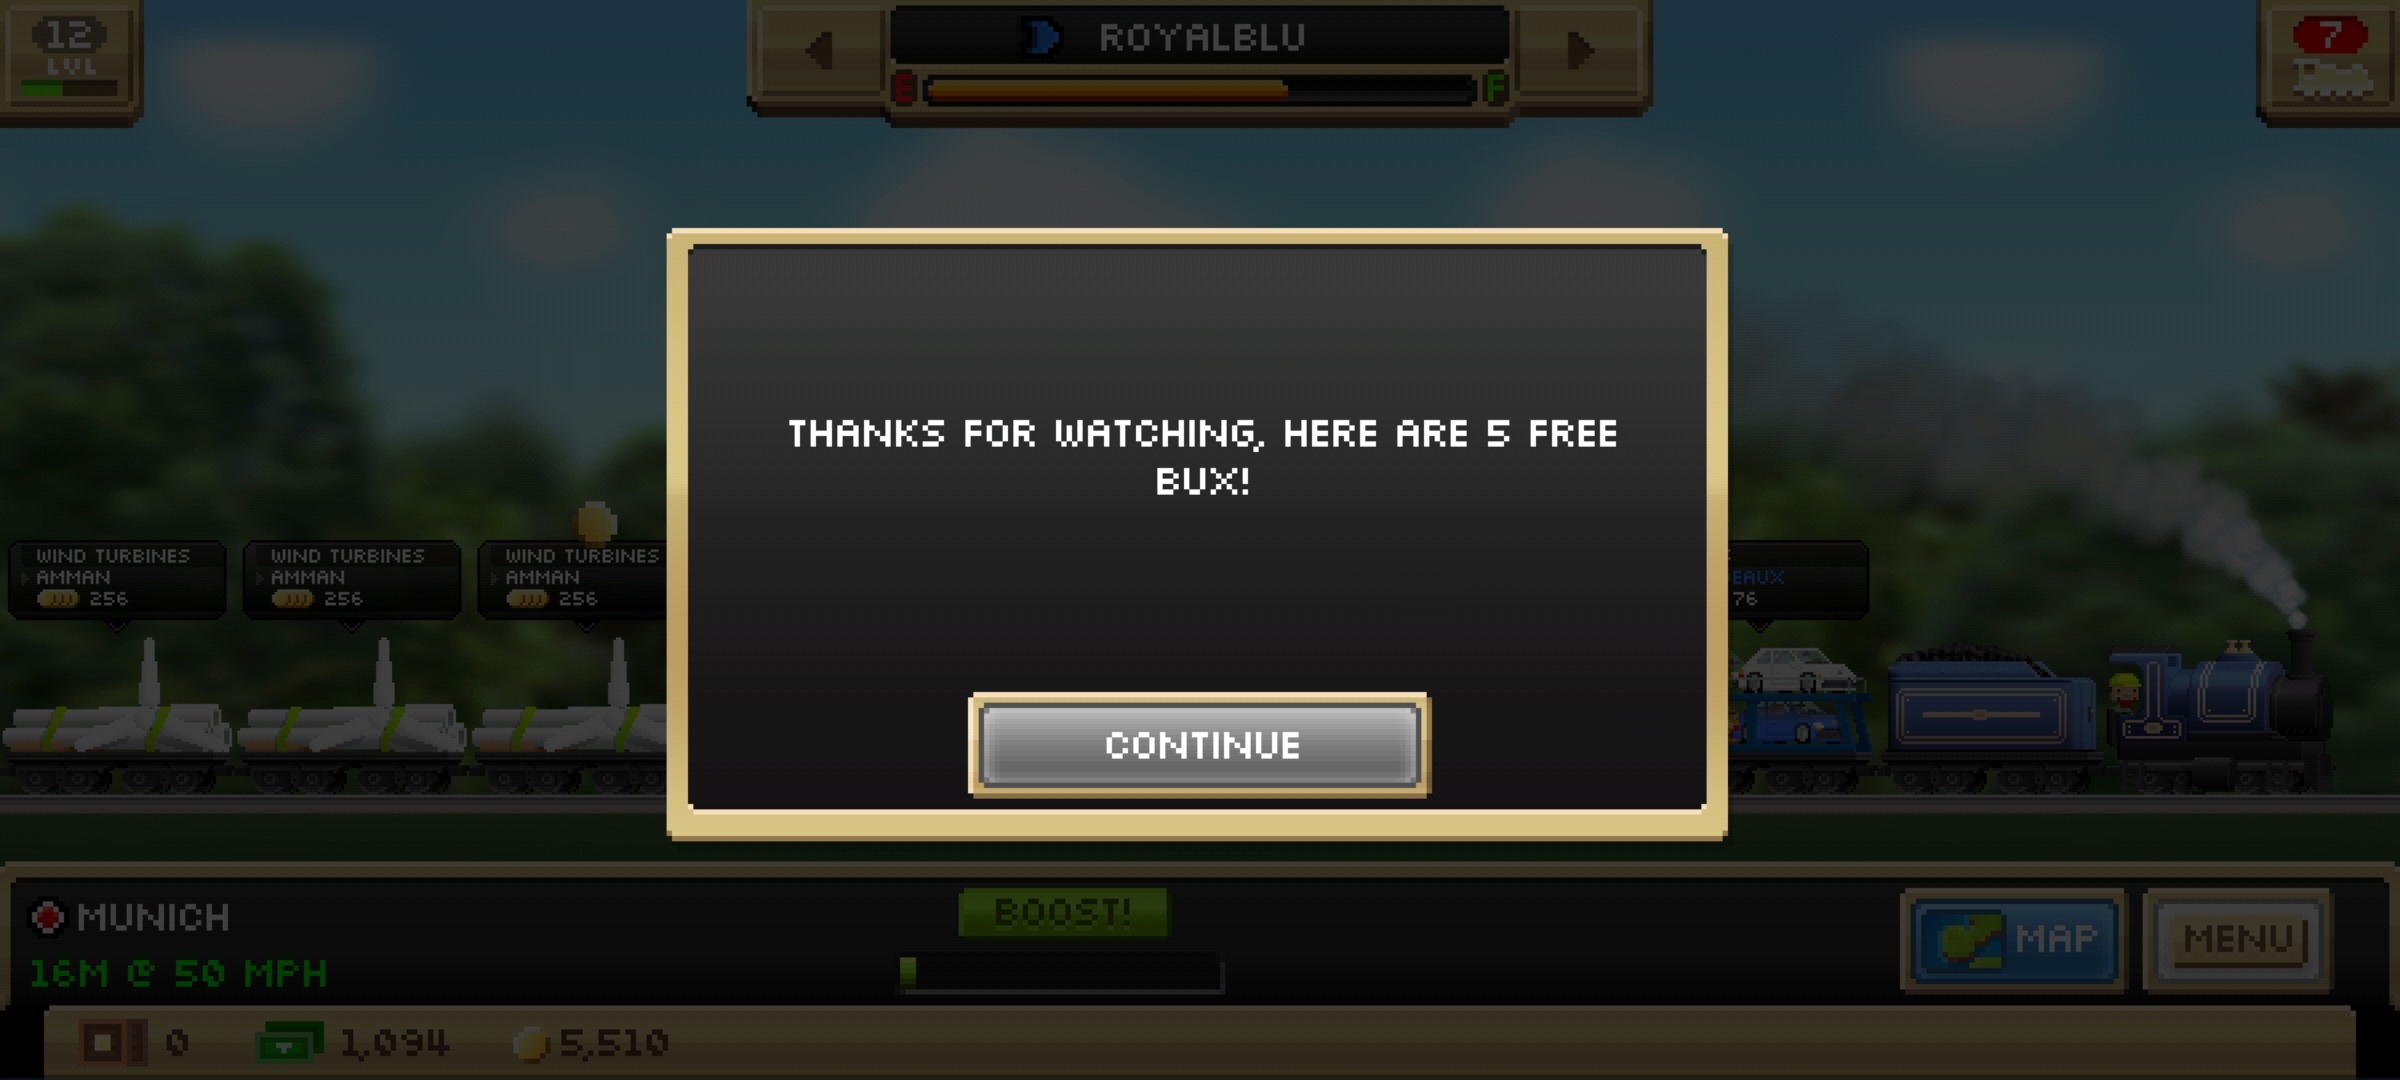 12
LVL
ROYALBLU
E F
7
THANKS FOR WATCHING, HERE ARE 5 FREE
BUX!
CONTINUE
WIND TURBINES
AMMAN
256
WIND TURBINES
AMMAN
256
WIND TURBINES
AMMAN
256
EAUX
76
MUNICH
16M @ 50 MPH
BOOST!
MAP
MENU
0
1,094
5,510